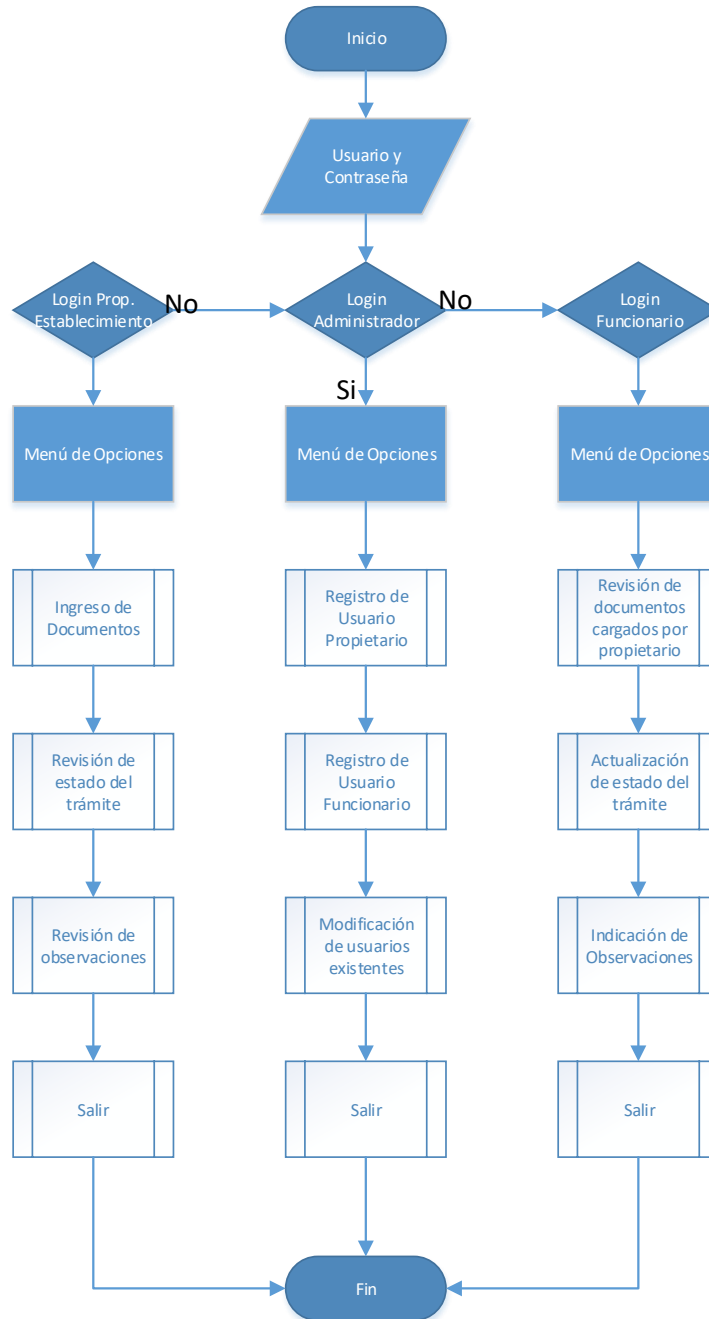 Inicio
Usuario y
Contraseña
Login Prop.
Establecimiento
No
Login
Administrador
No
Login
Funcionario
Si
Menú de Opciones
Menú de Opciones
Menú de Opciones
Ingreso de
Documentos
Registro de
Usuario
Propietario
Revisión de
documentos
cargados por
propietario
Revisión de
estado del
trámite
Registro de
Usuario
Funcionario
Actualización
de estado del
trámite
Revisión de
observaciones
Modificación
de usuarios
existentes
Indicación de
Observaciones
Salir
Salir
Salir
Fin